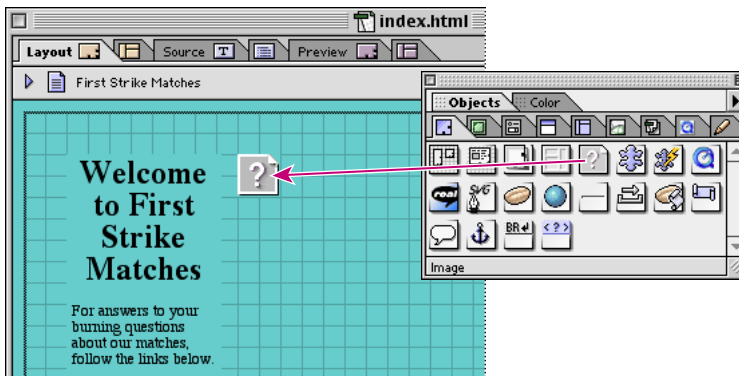 index.html
Layout Source T Preview
First Strike Matches
Objects Color
Welcome
to First
Strike
Matches
For answers to your
burning questions
about our matches,
follow the links below.
?
?
SVG
BR
<?>
Image